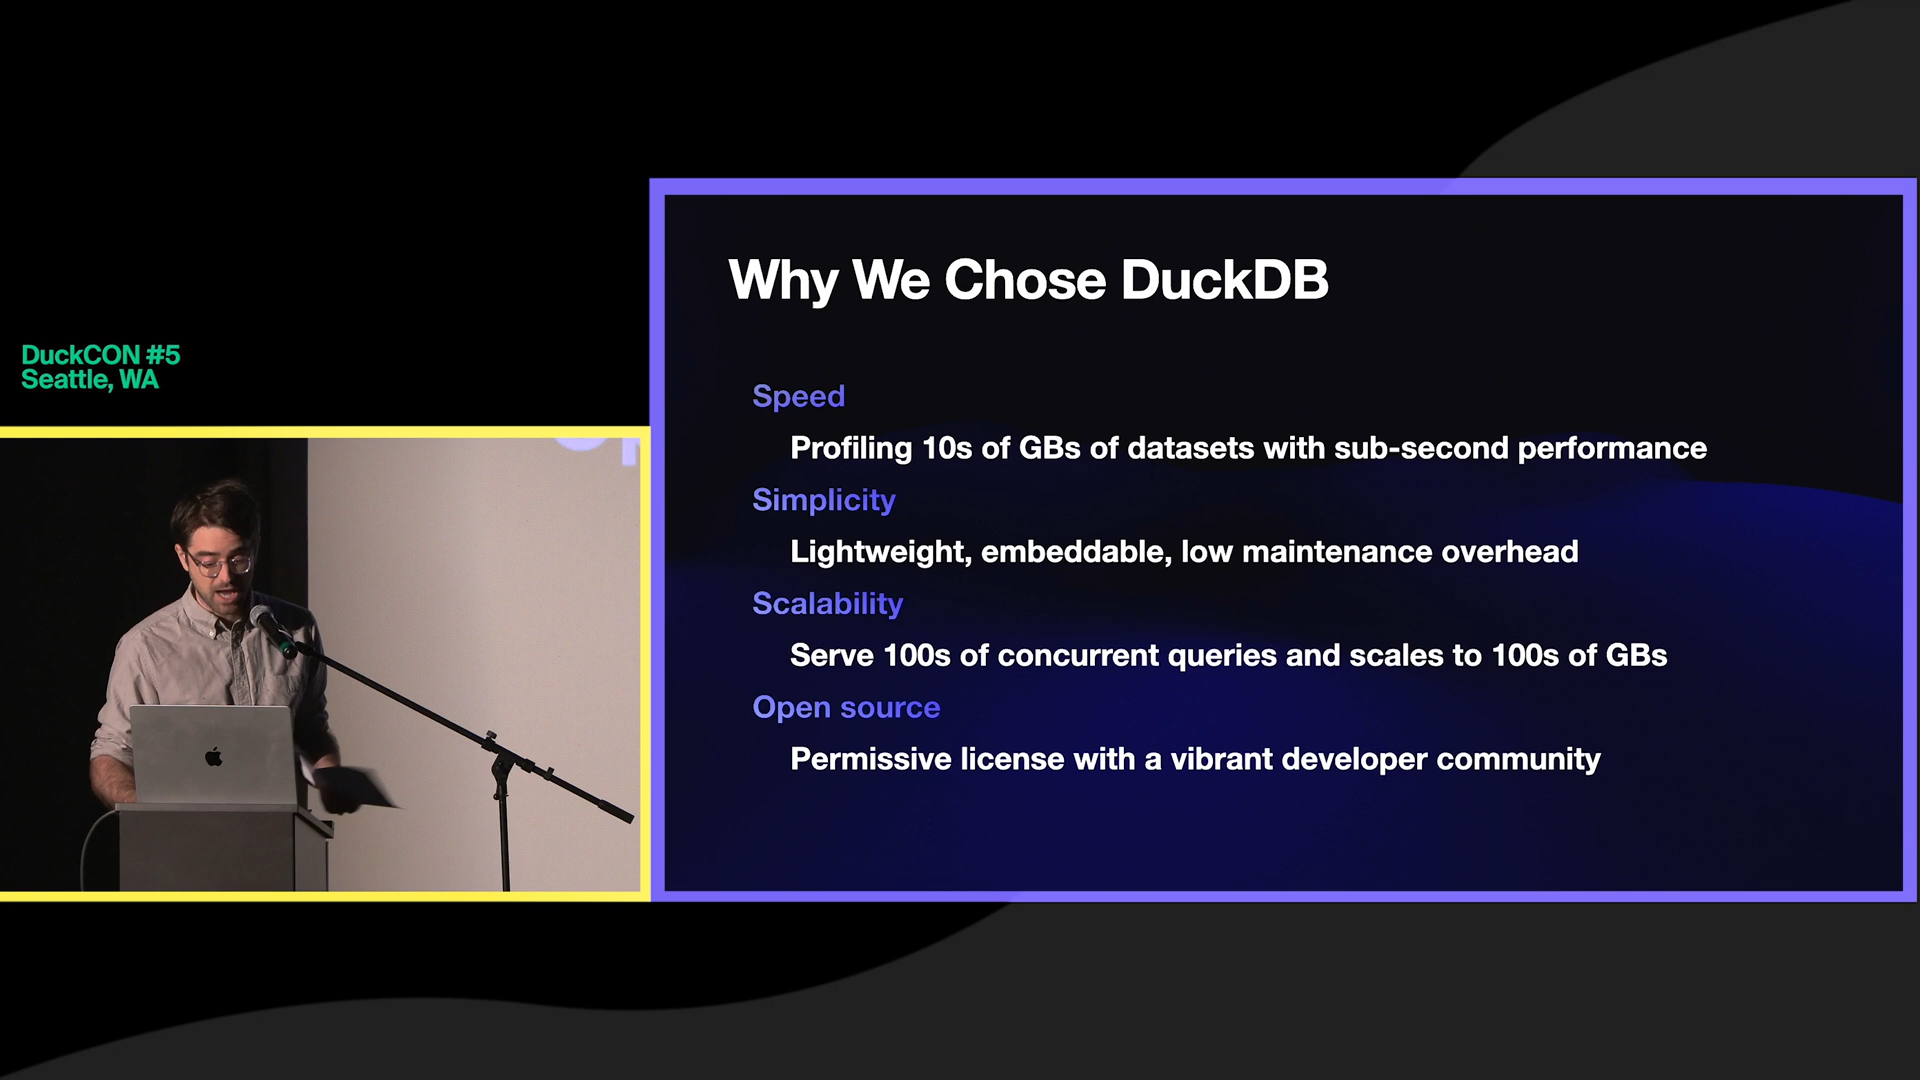 DuckCON #5
Seattle, WA
Why We Chose DuckDB
Speed
Profiling 10s of GBs of datasets with sub-second performance
Simplicity
Lightweight, embeddable, low maintenance overhead
Scalability
Serve 100s of concurrent queries and scales to 100s of GBs
Open source
Permissive license with a vibrant developer community